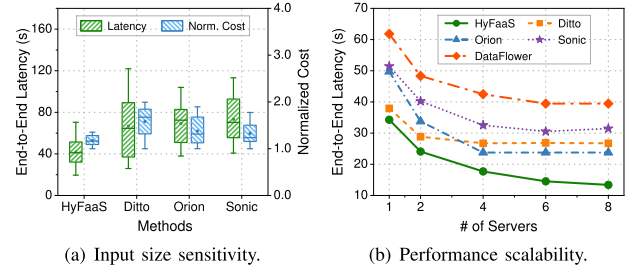 Latency
Norm. Cost
End-to-End Latency (s)
160
120
80
40
0
4.0
3.0
2.0
1.0
0.0
Normalized Cost
HyFaaS Ditto Orion Sonic
Methods
(a) Input size sensitivity.
HyFaaS Ditto
Orion Sonic
DataFlower
End-to-End Latency (s)
70
60
50
40
30
20
10
1 2 4 6 8
# of Servers
(b) Performance scalability.